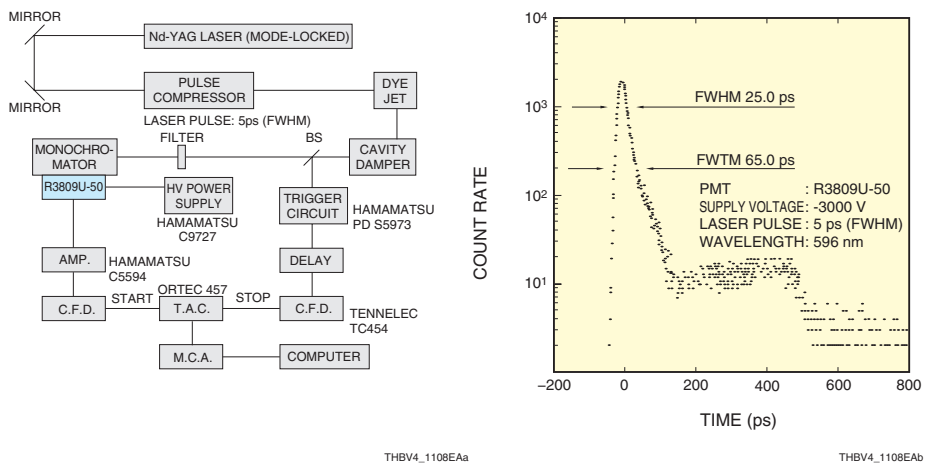 MIRROR
Nd-YAG LASER (MODE-LOCKED)
MIRROR
PULSE
COMPRESSOR
DYE
JET
LASER PULSE: 5ps (FWHM)
FILTER
BS
MONOCHRO-
MATOR
CAVITY
DAMPER
R3809U-50
HV POWER
SUPPLY
HAMAMATSU
C9727
TRIGGER
CIRCUIT
HAMAMATSU
PD S5973
AMP.
HAMAMATSU
C5594
DELAY
C.F.D.
START
ORTEC 457
T.A.C.
STOP
C.F.D.
TENNELEC
TC454
M.C.A.
COMPUTER
THBV4_1108EAa
10⁴
10³
10²
10¹
COUNT RATE
FWHM 25.0 ps
FWTM 65.0 ps
PMT : R3809U-50
SUPPLY VOLTAGE: -3000 V
LASER PULSE : 5 ps (FWHM)
WAVELENGTH: 596 nm
−200 0 200 400 600 800
TIME (ps)
THBV4_1108EAb